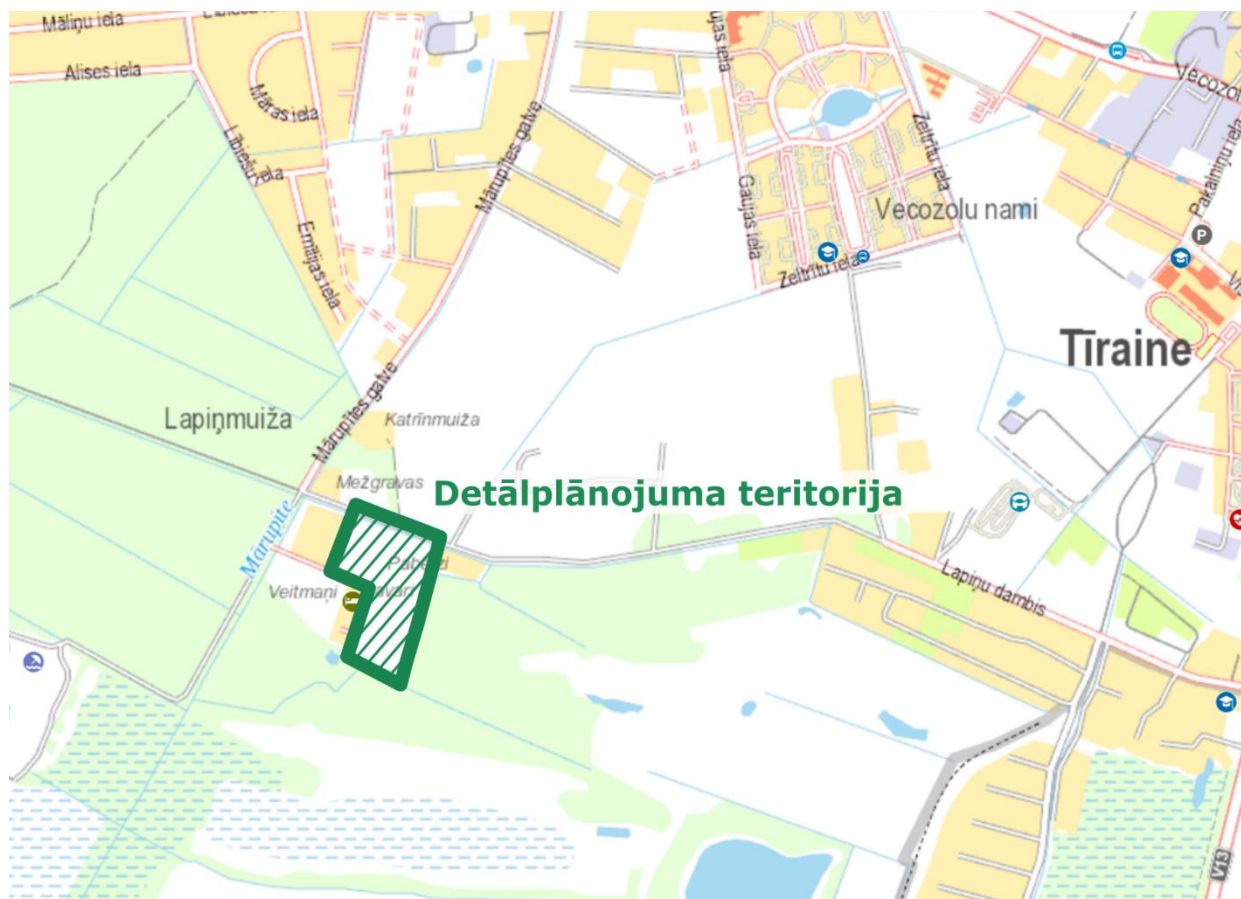 Māliņu iela
Alises iela
Māras iela
Lībiešu iela
Emīlijas iela
Mārupītes gatve
Gaujas iela
Zeltrītu iela
Vecozolu nami
Zeltrītu iela
Pakalniņu iela
P
Tīraine
Lapiņmuiža
Mārupītes gatve
Katrīnmuiža
Mežgravas
Detālplānojuma teritorija
Mārupīte
Veitmaņi
Lapiņu dambis
V13